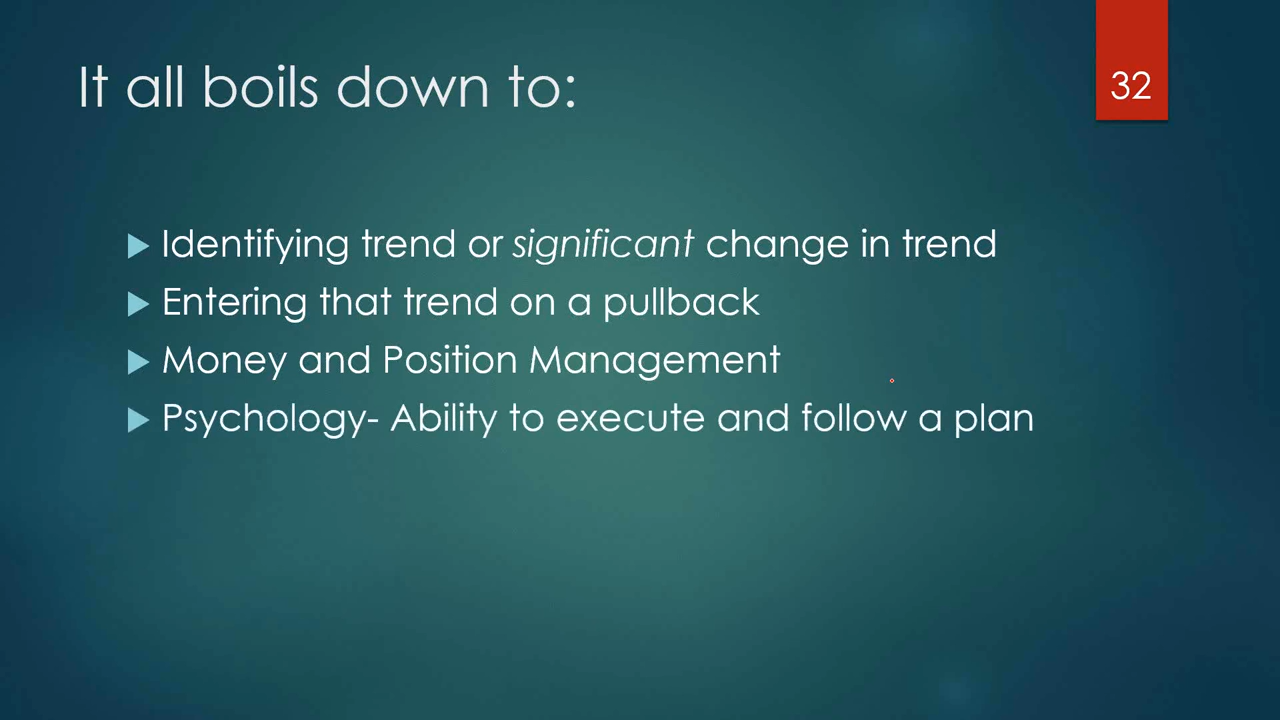 It all boils down to:
32
Identifying trend or significant change in trend
Entering that trend on a pullback
Money and Position Management
Psychology- Ability to execute and follow a plan